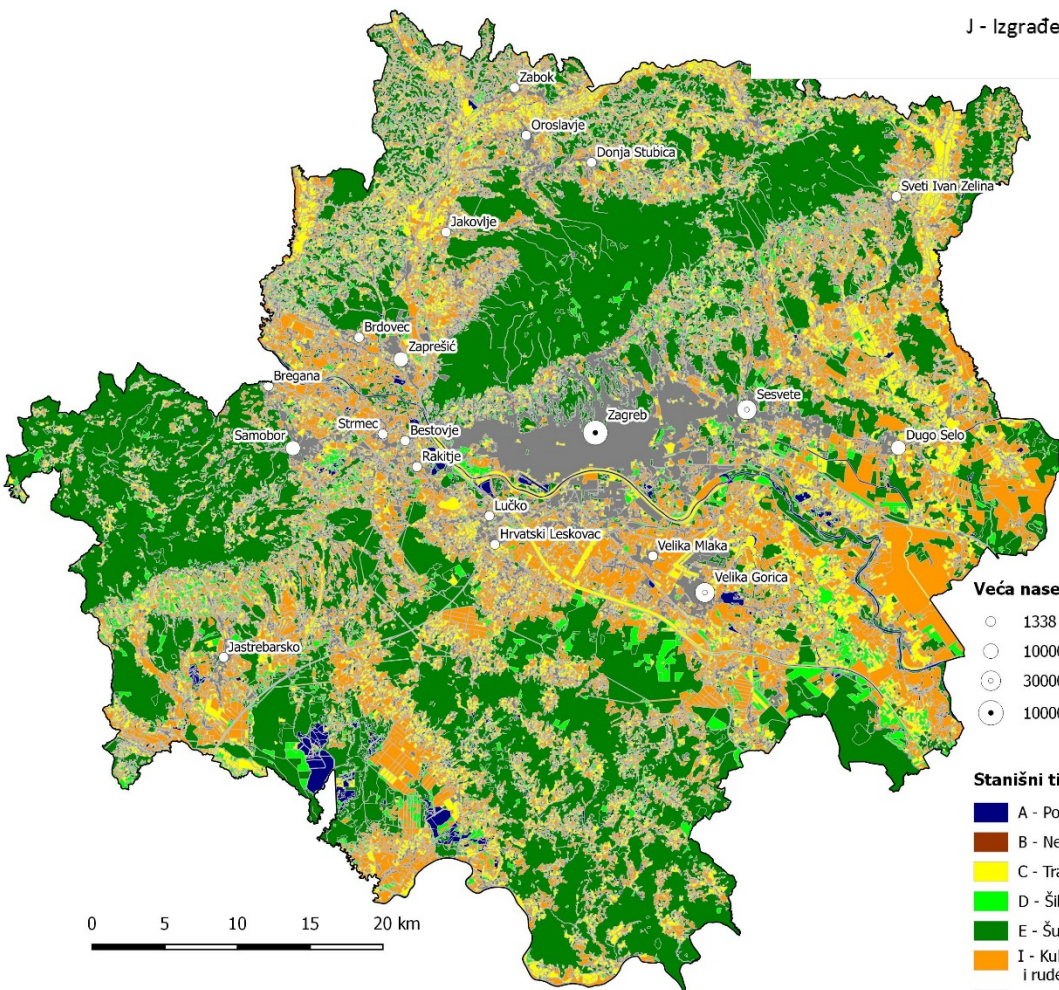 J - Izgrađe
Zabok
Oroslavje
Donja Stubica
Sveti Ivan Zelina
Jakovlje
Brdovec
Zaprešić
Bregana
Sesvete
Zagreb
Strmec
Bestovje
Samobor
Dugo Selo
Rakitje
Lučko
Hrvatski Leskovac
Velika Mlaka
Velika Gorica
Jastrebarsko
Veća nase
1338
1000
3000
1000
Stanišni ti
A - Po
B - Ne
C - Tra
D - Šil
E - Šu
I - Kul
i rude
0 5 10 15 20 km